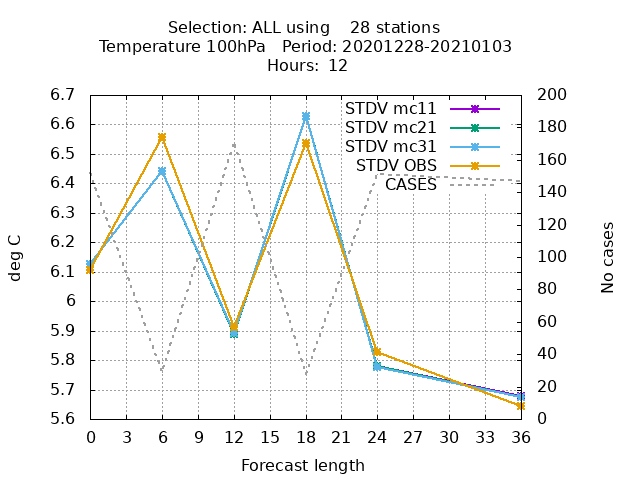 Selection: ALL using    28 stations
Temperature 100hPa   Period: 20201228-20210103
Hours: 12
6.7
6.6
6.5
6.4
6.3
6.2
6.1
6
5.9
5.8
5.7
5.6
deg C
STDV mc11
STDV mc21
STDV mc31
STDV OBS
CASES
200
180
160
140
120
100
80
60
40
20
0
No cases
0 3 6 9 12 15 18 21 24 27 30 33 36
Forecast length